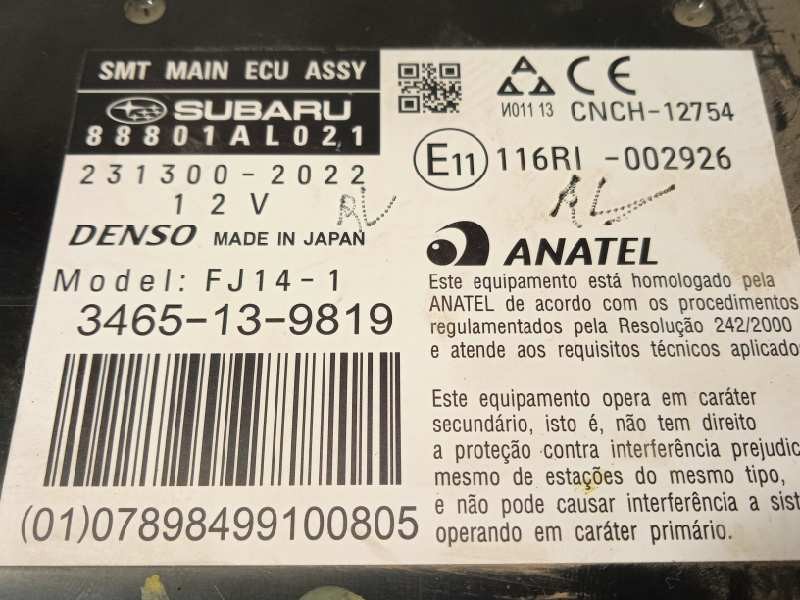 SMT MAIN ECU ASSY
SUBARU
88801AL021
231300-2022
12V
DENSO MADE IN JAPAN
Model: FJ14-1
3465-13-9819
(01)07898499100805
CE
И011 13 CNCH-12754
E11 116RI -002926
RL
RL
ANATEL
Este equipamento está homologado pela
ANATEL de acordo com os procedimentos
regulamentados pela Resolução 242/2000
e atende aos requisitos técnicos aplicado
Este equipamento opera em caráter
secundário, isto é, não tem direito
a proteção contra interferência prejudic
mesmo de estações do mesmo tipo,
e não pode causar interferência a sist
operando em caráter primário.